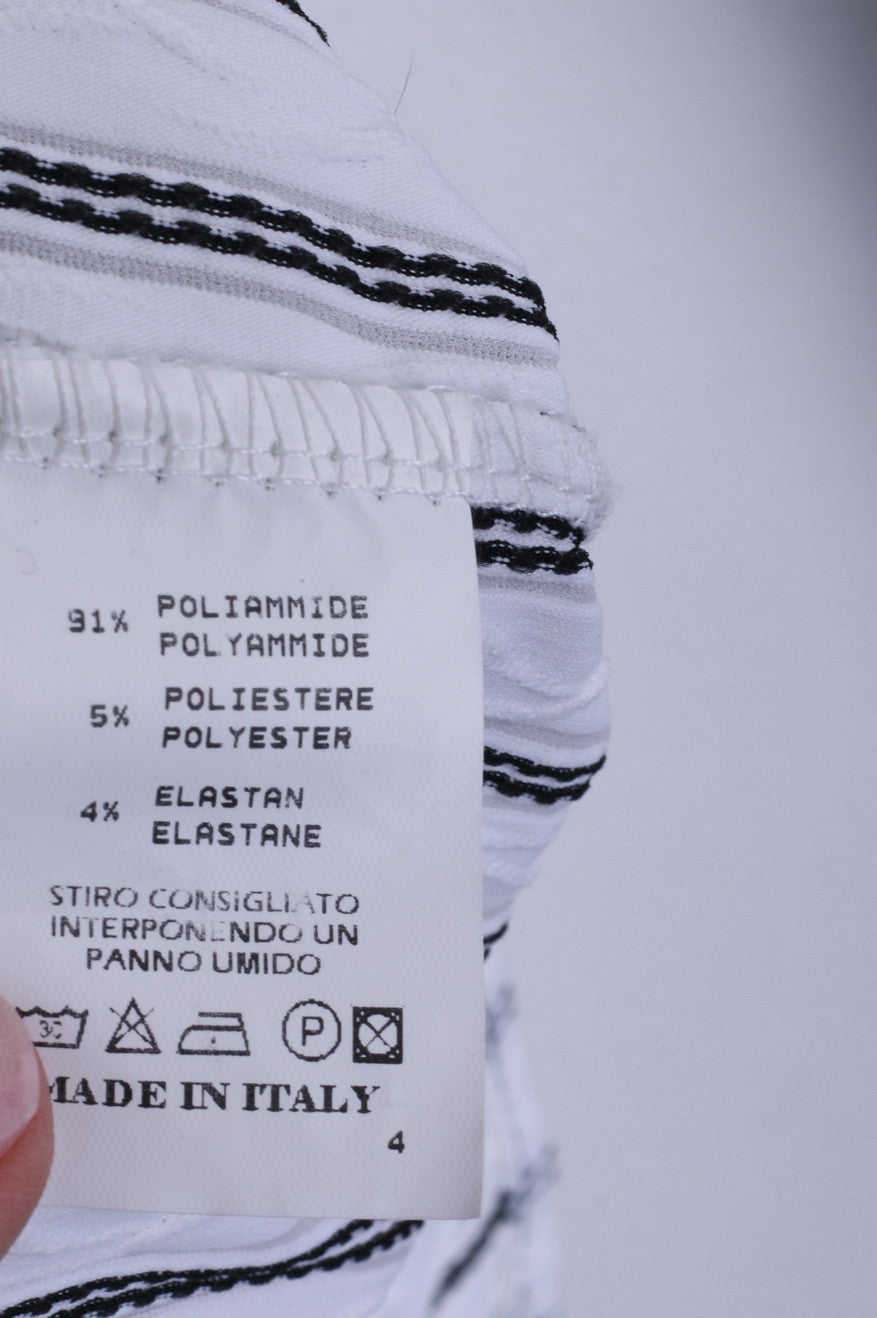 91% POLIAMMIDE
POLYAMMIDE
5% POLIESTERE
POLYESTER
4% ELASTAN
ELASTANE
STIRO CONSIGLIATO
INTERPONENDO UN
PANNO UMIDO
30 P
MADE IN ITALY
4